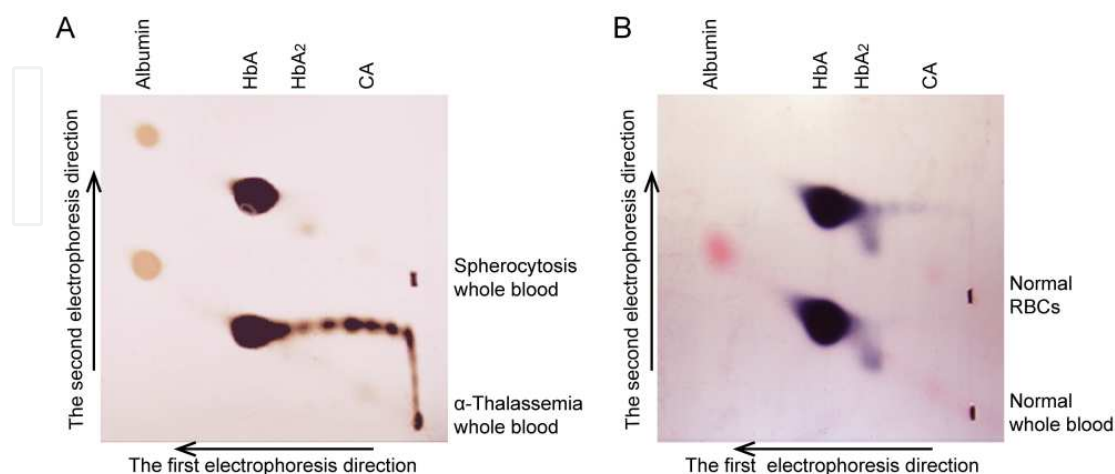 A
Albumin
HbA
HbA2
CA
The second electrophoresis direction
Spherocytosis
whole blood
α-Thalassemia
whole blood
The first electrophoresis direction
B
Albumin
HbA
HbA2
CA
The second electrophoresis direction
Normal
RBCs
Normal
whole blood
The first electrophoresis direction